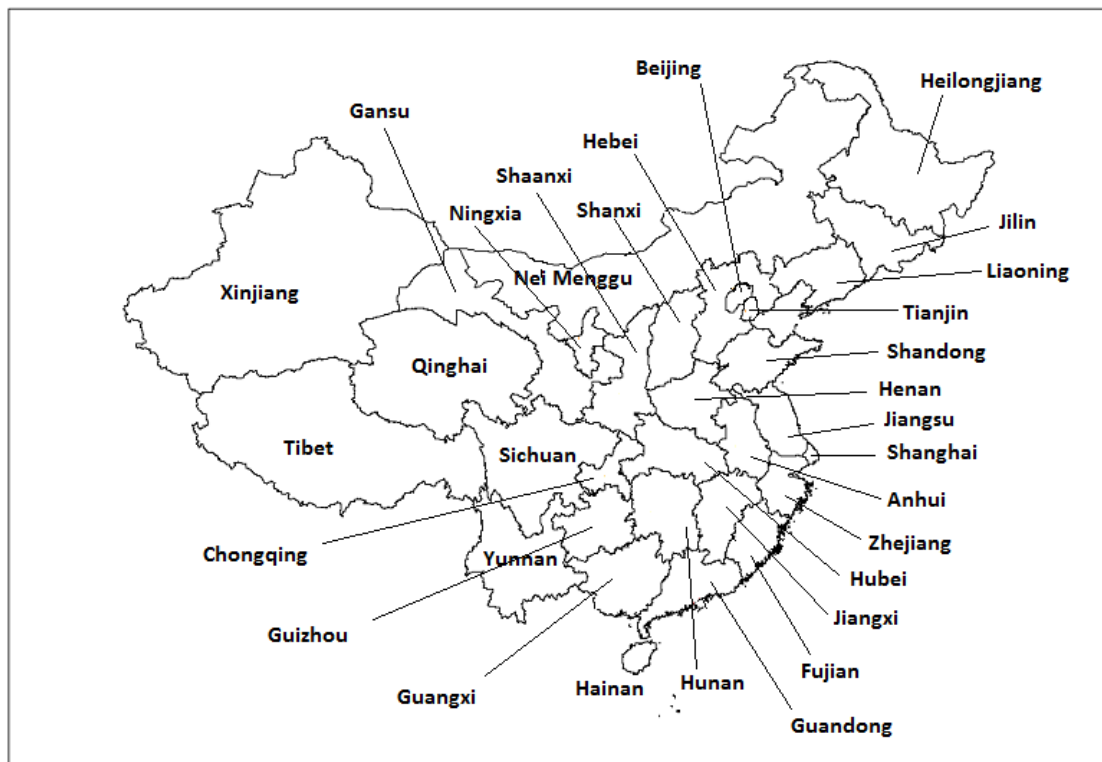 Beijing
Heilongjiang
Gansu
Hebei
Shaanxi
Ningxia
Shanxi
Jilin
Nei Menggu
Liaoning
Xinjiang
Tianjin
Shandong
Qinghai
Henan
Jiangsu
Tibet
Sichuan
Shanghai
Anhui
Chongqing
Yunnan
Zhejiang
Hubei
Jiangxi
Guizhou
Fujian
Hunan
Hainan
Guangxi
Guandong